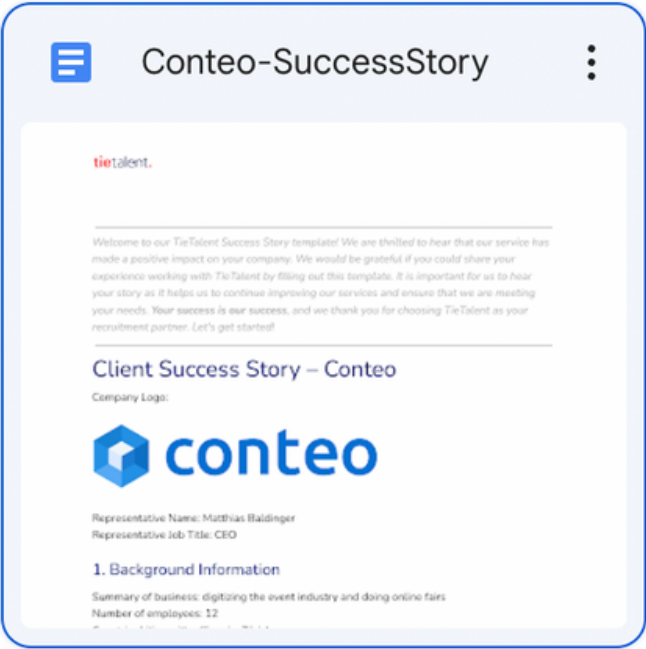 Conteo-SuccessStory
tietalent.
Welcome to our TieTalent Success Story template! We are thrilled to hear that our service has
made a positive impact on your company. We would be grateful if you could share your
experience working with TieTalent by filling out this template. It is important for us to hear
your story as it helps us to continue improving our services and ensure that we are meeting
your needs. Your success is our success, and we thank you for choosing TieTalent as your
recruitment partner. Let's get started!
Client Success Story – Conteo
Company Logo:
conteo
Representative Name: Matthias Baldinger
Representative Job Title: CEO
1. Background Information
Summary of business: digitizing the event industry and doing online fairs
Number of employees: 12